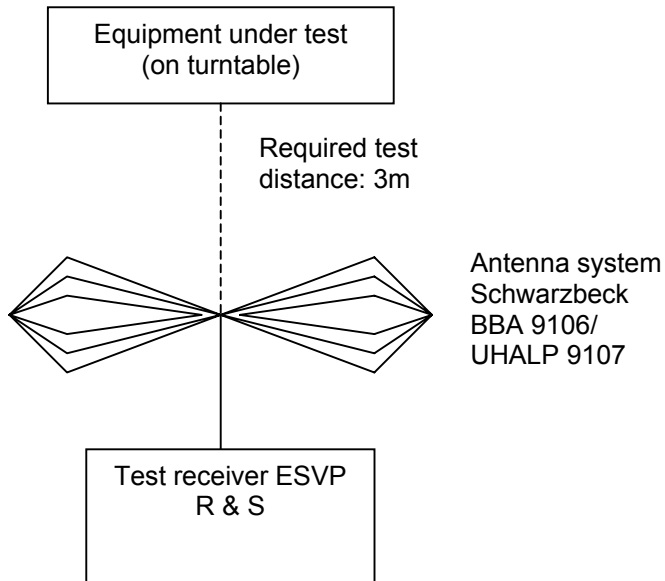 Equipment under test
(on turntable)
Required test
distance: 3m
Antenna system
Schwarzbeck
BBA 9106/
UHALP 9107
Test receiver ESVP
R & S